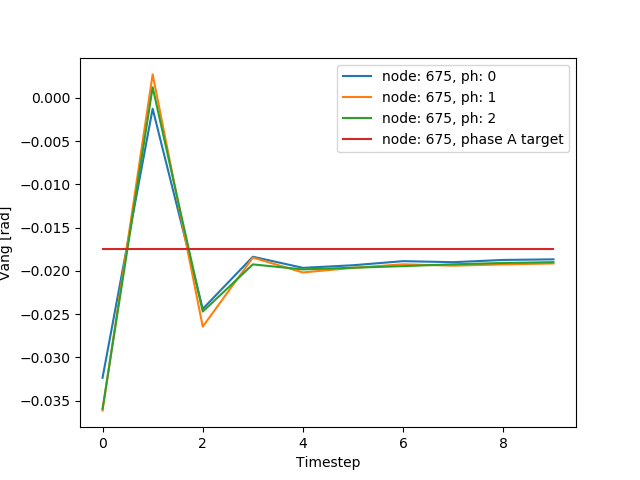 0.000
−0.005
−0.010
−0.015
−0.020
−0.025
−0.030
−0.035
Vang [rad]
0 2 4 6 8
Timestep
node: 675, ph: 0
node: 675, ph: 1
node: 675, ph: 2
node: 675, phase A target